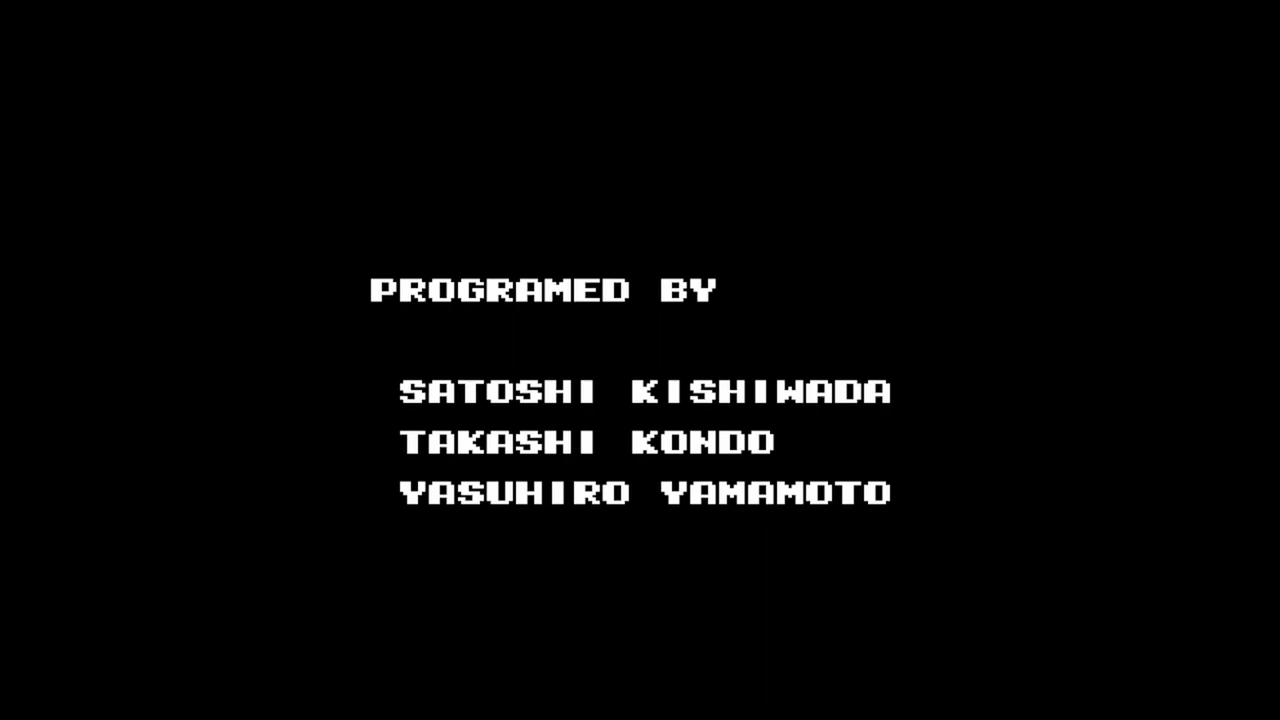 PROGRAMED BY
SATOSHI KISHIWADA
TAKASHI KONDO
YASUHIRO YAMAMOTO